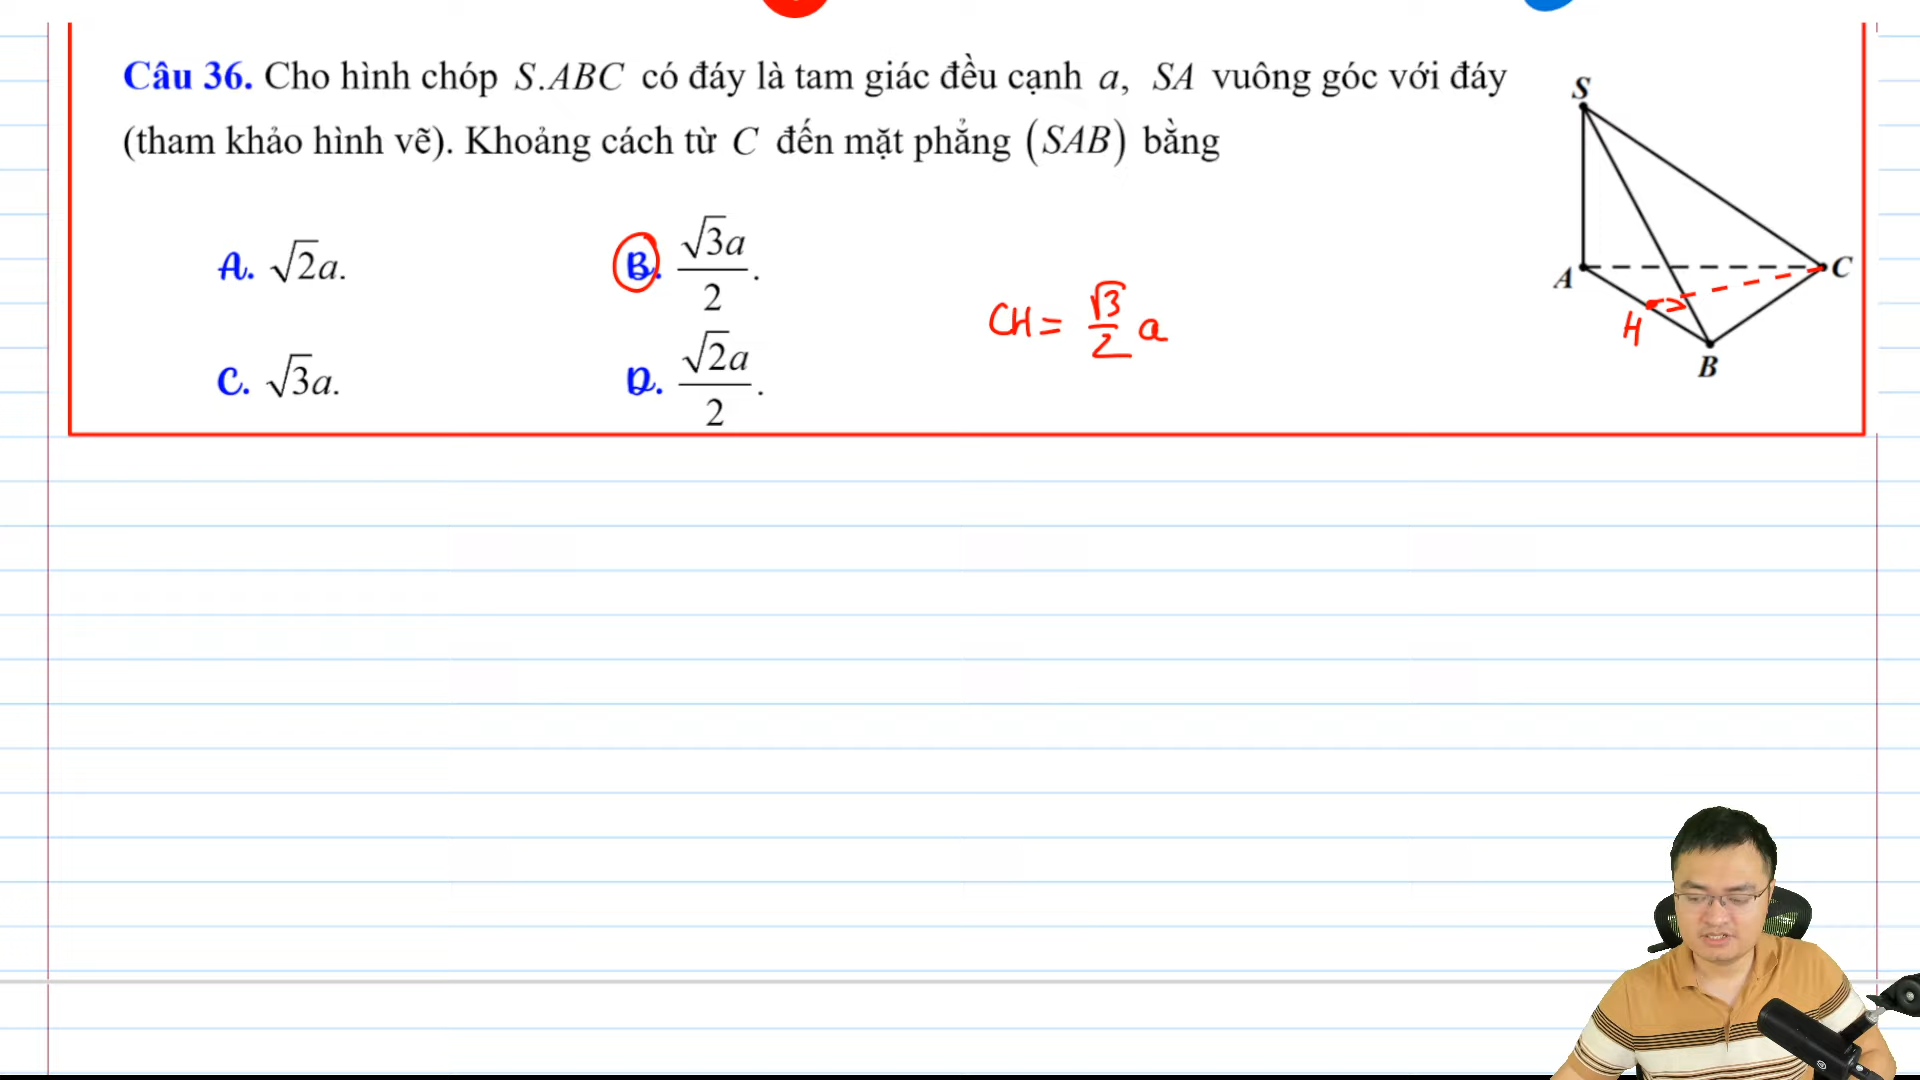 Câu 36. Cho hình chóp S.ABC có đáy là tam giác đều cạnh a, SA vuông góc với đáy
(tham khảo hình vẽ). Khoảng cách từ C đến mặt phẳng (SAB) bằng
A. √2a.
B. √3a/2.
C. √3a.
D. √2a/2.
CH = √3/2 a
S
A
C
H
B